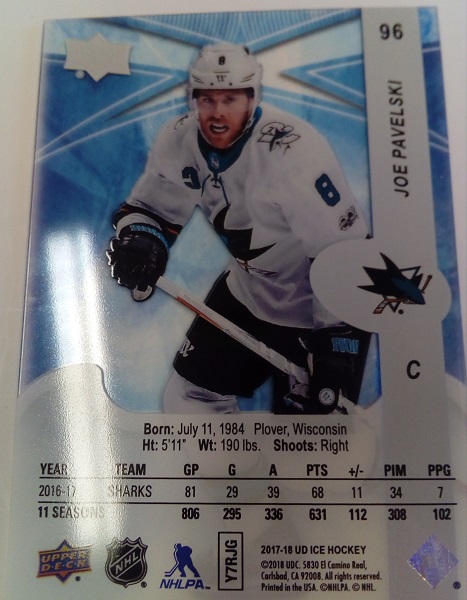 96
JOE PAVELSKI
8
8
C
Born: July 11, 1984 Plover, Wisconsin
Ht: 5'11" Wt: 190 lbs. Shoots: Right
YEAR TEAM GP G A PTS +/- PIM PPG
2016-17 SHARKS 81 29 39 68 11 34 7
11 SEASONS 806 295 336 631 112 308 102
UPPER DECK
NHL
NHLPA
Y7RJG
2017-18 UD ICE HOCKEY
©2018 UDC. 5830 El Camino Real,
Carlsbad, CA 92008. All rights reserved.
Printed in the USA. ©NHLPA. © NHL.